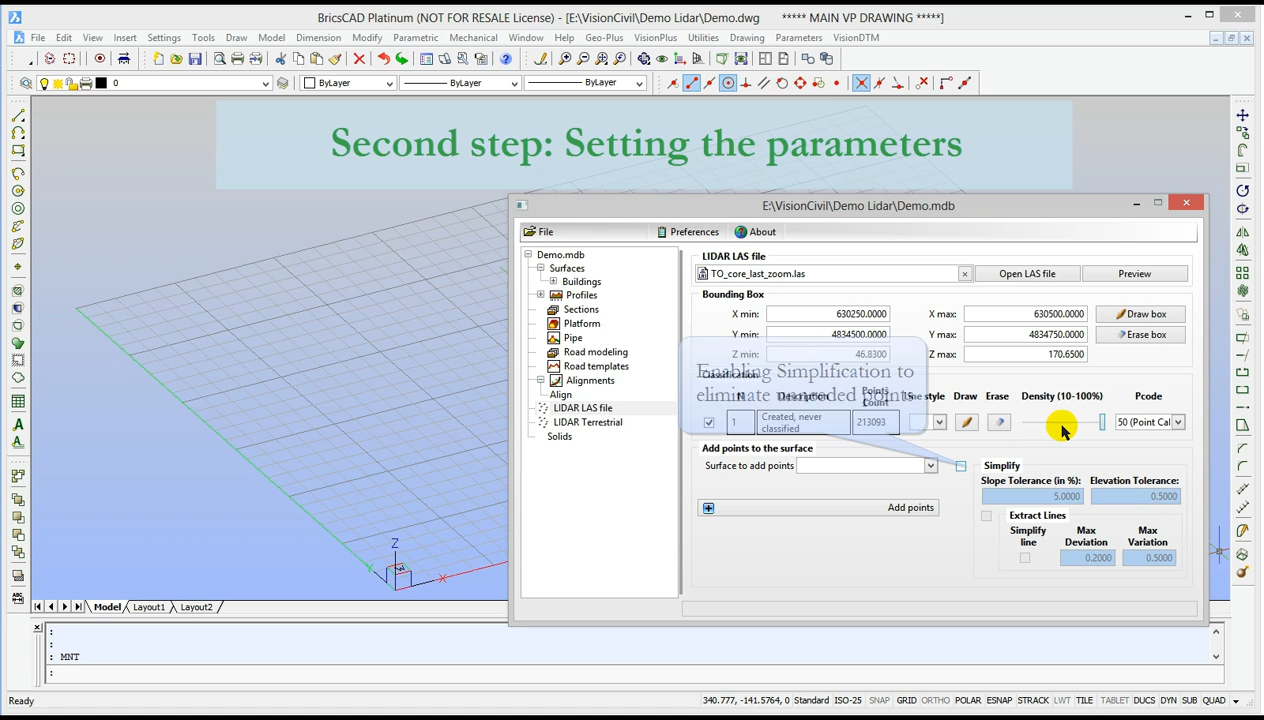 BricsCAD Platinum (NOT FOR RESALE License) - [E:\VisionCivil\Demo Lidar\Demo.dwg ***** MAIN VP DRAWING *****]
File Edit View Insert Settings Tools Draw Model Dimension Modify Parametric Mechanical Window Help Geo-Plus VisionPlus Utilities Drawing Parameters VisionDTM
0 ByLayer ByLayer ByLayer
Second step: Setting the parameters
E:\VisionCivil\Demo Lidar\Demo.mdb
File Preferences About
Demo.mdb
Surfaces
Buildings
Profiles
Sections
Platform
Pipe
Road modeling
Road templates
Alignments
Align
LIDAR LAS file
LIDAR Terrestrial
Solids
LIDAR LAS file
TO_core_last_zoom.las Open LAS file Preview
Bounding Box
X min: 630250.0000 X max: 630500.0000 Draw box
Y min: 4834500.0000 Y max: 4834750.0000 Erase box
Z min: 46.8300 Z max: 170.6500
Classification
Enabling Simplification to
eliminate unneeded points
N Description Points
Count
style Draw Erase Density (10-100%) Pcode
1 Created, never
classified
213093 50 (Point Cal
Add points to the surface
Surface to add points
Add points
Simplify
Slope Tolerance (in %): Elevation Tolerance:
5.0000 0.5000
Extract Lines
Simplify
line
Max
Deviation
Max
Variation
0.2000 0.5000
Z
Y
X
W
Model Layout1 Layout2
:
:
: MNT
:
Ready 340.777, -141.5764, 0 Standard ISO-25 SNAP GRID ORTHO POLAR ESNAP STRACK LWT TILE TABLET DUCS DYN SUB QUAD